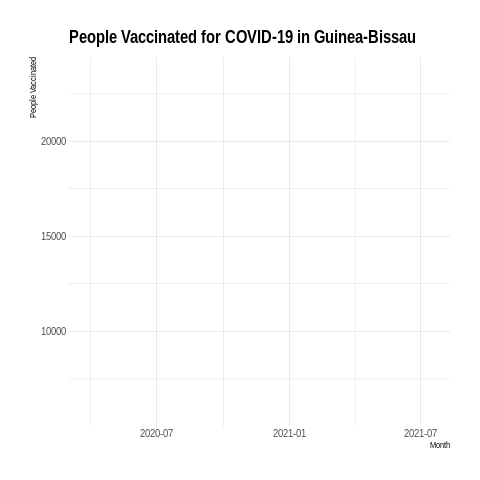 People Vaccinated for COVID-19 in Guinea-Bissau
People Vaccinated
20000
15000
10000
2020-07 2021-01 2021-07
Month